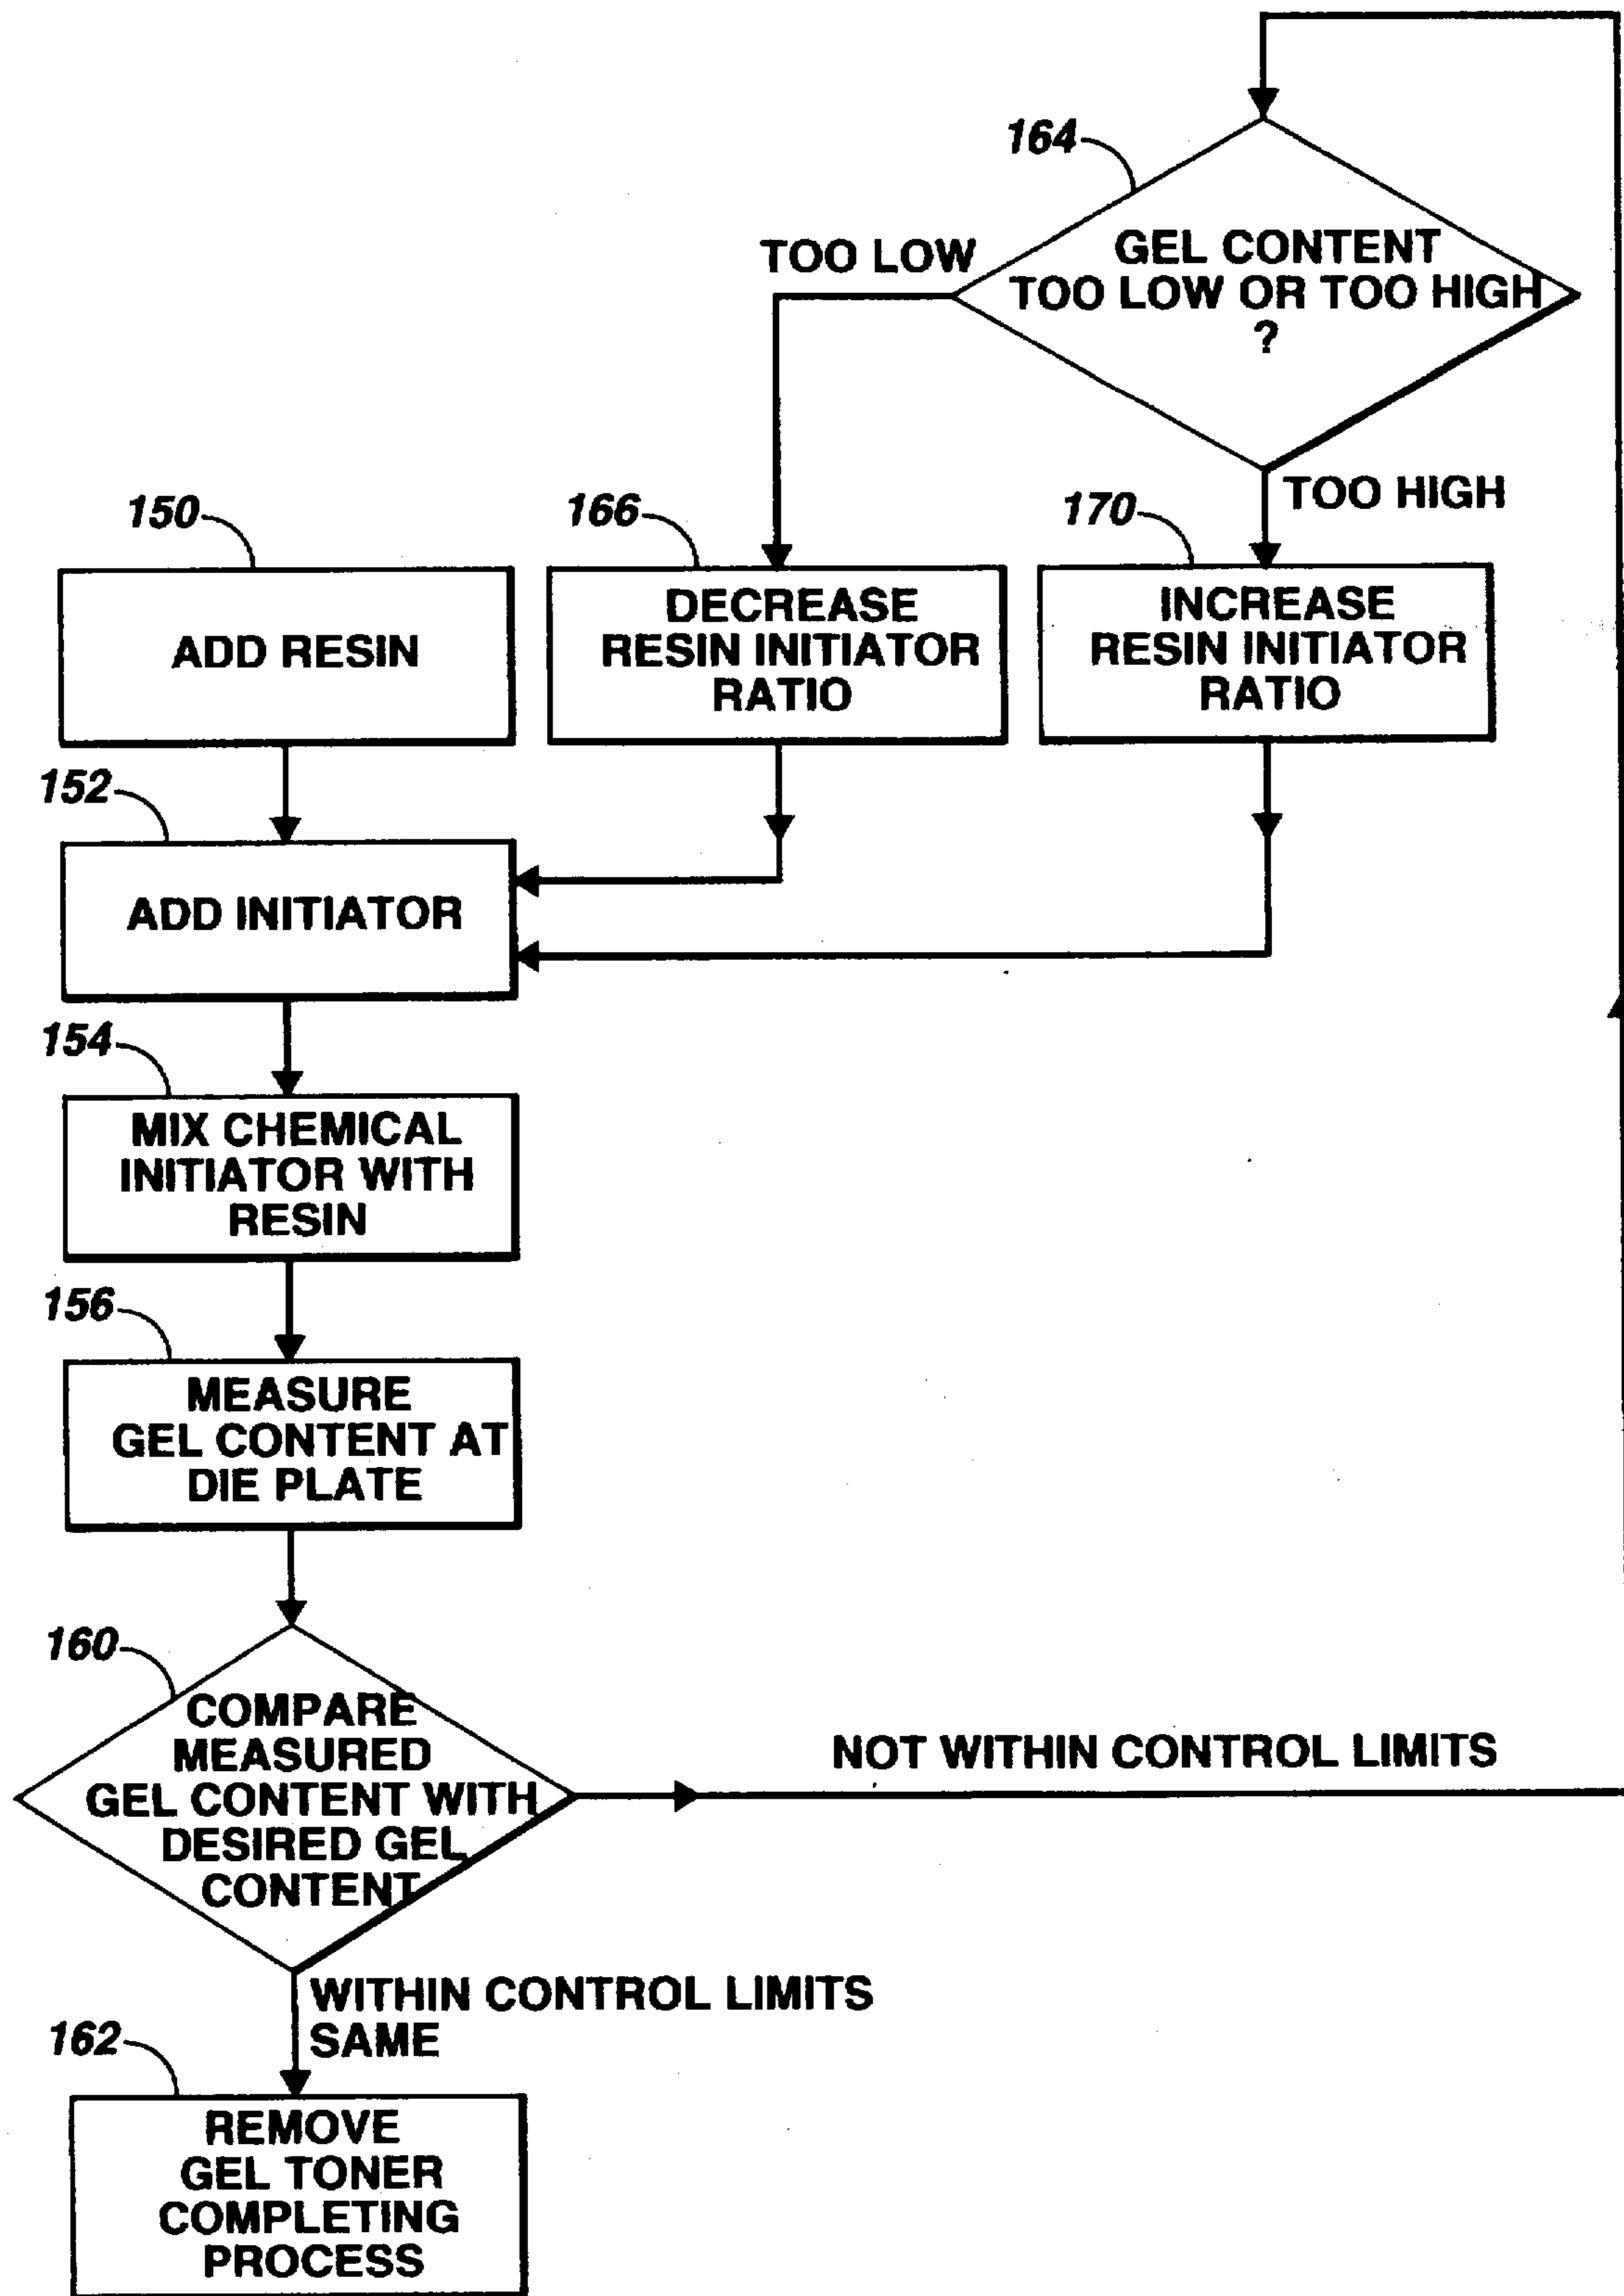 164
TOO LOW
GEL CONTENT
TOO LOW OR TOO HIGH
?
TOO HIGH
150
166
170
ADD RESIN
DECREASE
RESIN INITIATOR
RATIO
INCREASE
RESIN INITIATOR
RATIO
152
ADD INITIATOR
154
MIX CHEMICAL
INITIATOR WITH
RESIN
156
MEASURE
GEL CONTENT AT
DIE PLATE
160
COMPARE
MEASURED
GEL CONTENT WITH
DESIRED GEL
CONTENT
NOT WITHIN CONTROL LIMITS
WITHIN CONTROL LIMITS
SAME
162
REMOVE
GEL TONER
COMPLETING
PROCESS